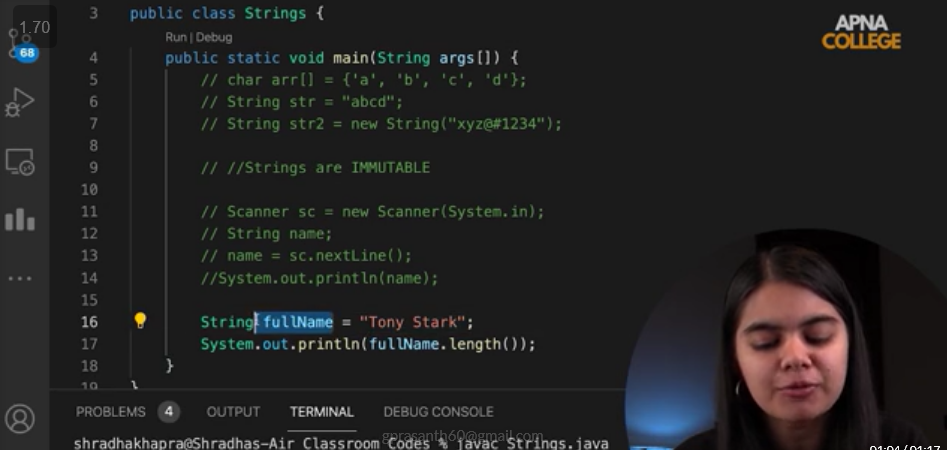 1.70
3 public class Strings {
APNA
COLLEGE
Run | Debug
68
4 public static void main(String args[]) {
5 // char arr[] = {'a', 'b', 'c', 'd'};
6 // String str = "abcd";
7 // String str2 = new String("xyz@#1234");
8
9 // //Strings are IMMUTABLE
10
11 // Scanner sc = new Scanner(System.in);
12 // String name;
13 // name = sc.nextLine();
14 //System.out.println(name);
15
16 String fullName = "Tony Stark";
17 System.out.println(fullName.length());
18 }
19 }
PROBLEMS 4 OUTPUT TERMINAL DEBUG CONSOLE
gprasanth60@gmail.com
shradhakhapra@Shradhas-Air Classroom Codes % javac Strings.java
01:04 / 01:17